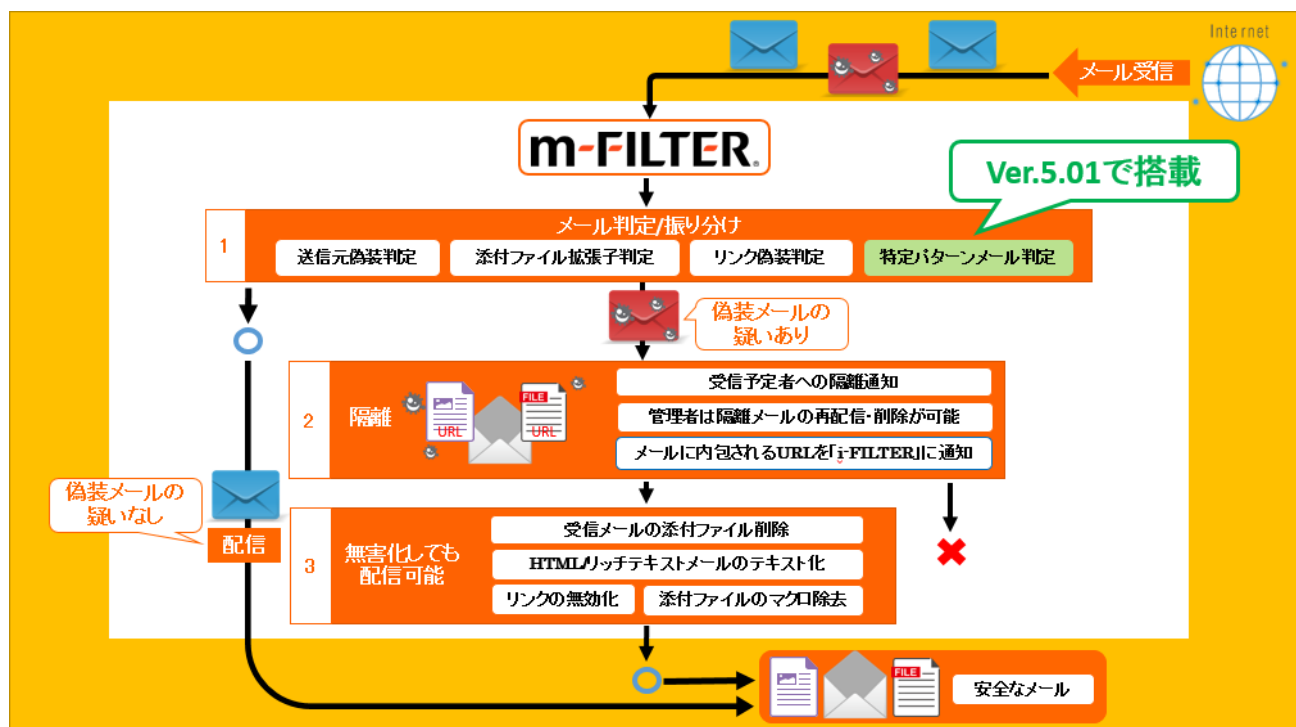 Internet
メール受信
m-FILTER.
Ver.5.01で搭載
1
メール判定/振り分け
送信元偽装判定
添付ファイル拡張子判定
リンク偽装判定
特定パターンメール判定
偽装メールの
疑いあり
2
隔離
URL
FILE
URL
受信予定者への隔離通知
管理者は隔離メールの再配信・削除が可能
メールに内包されるURLを「i-FILTER」に通知
偽装メールの
疑いなし
配信
3
無害化しても
配信可能
受信メールの添付ファイル削除
HTML/リッチテキストメールのテキスト化
リンクの無効化
添付ファイルのマクロ除去
FILE
安全なメール